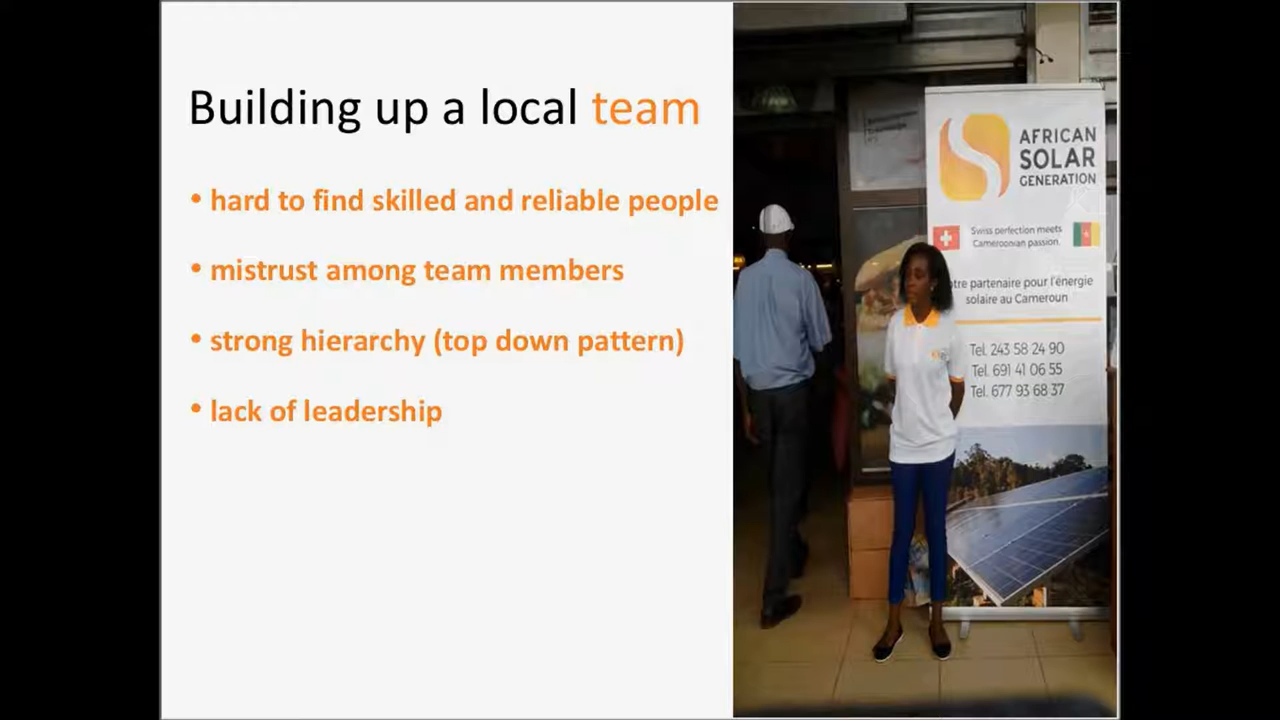 Building up a local team
• hard to find skilled and reliable people
• mistrust among team members
• strong hierarchy (top down pattern)
• lack of leadership
AFRICAN
SOLAR
GENERATION
Swiss perfection meets
Cameroonian passion.
tre partenaire pour l'énergie
solaire au Cameroun
Tel. 243 58 24 90
Tel. 691 41 06 55
Tel. 677 93 68 37